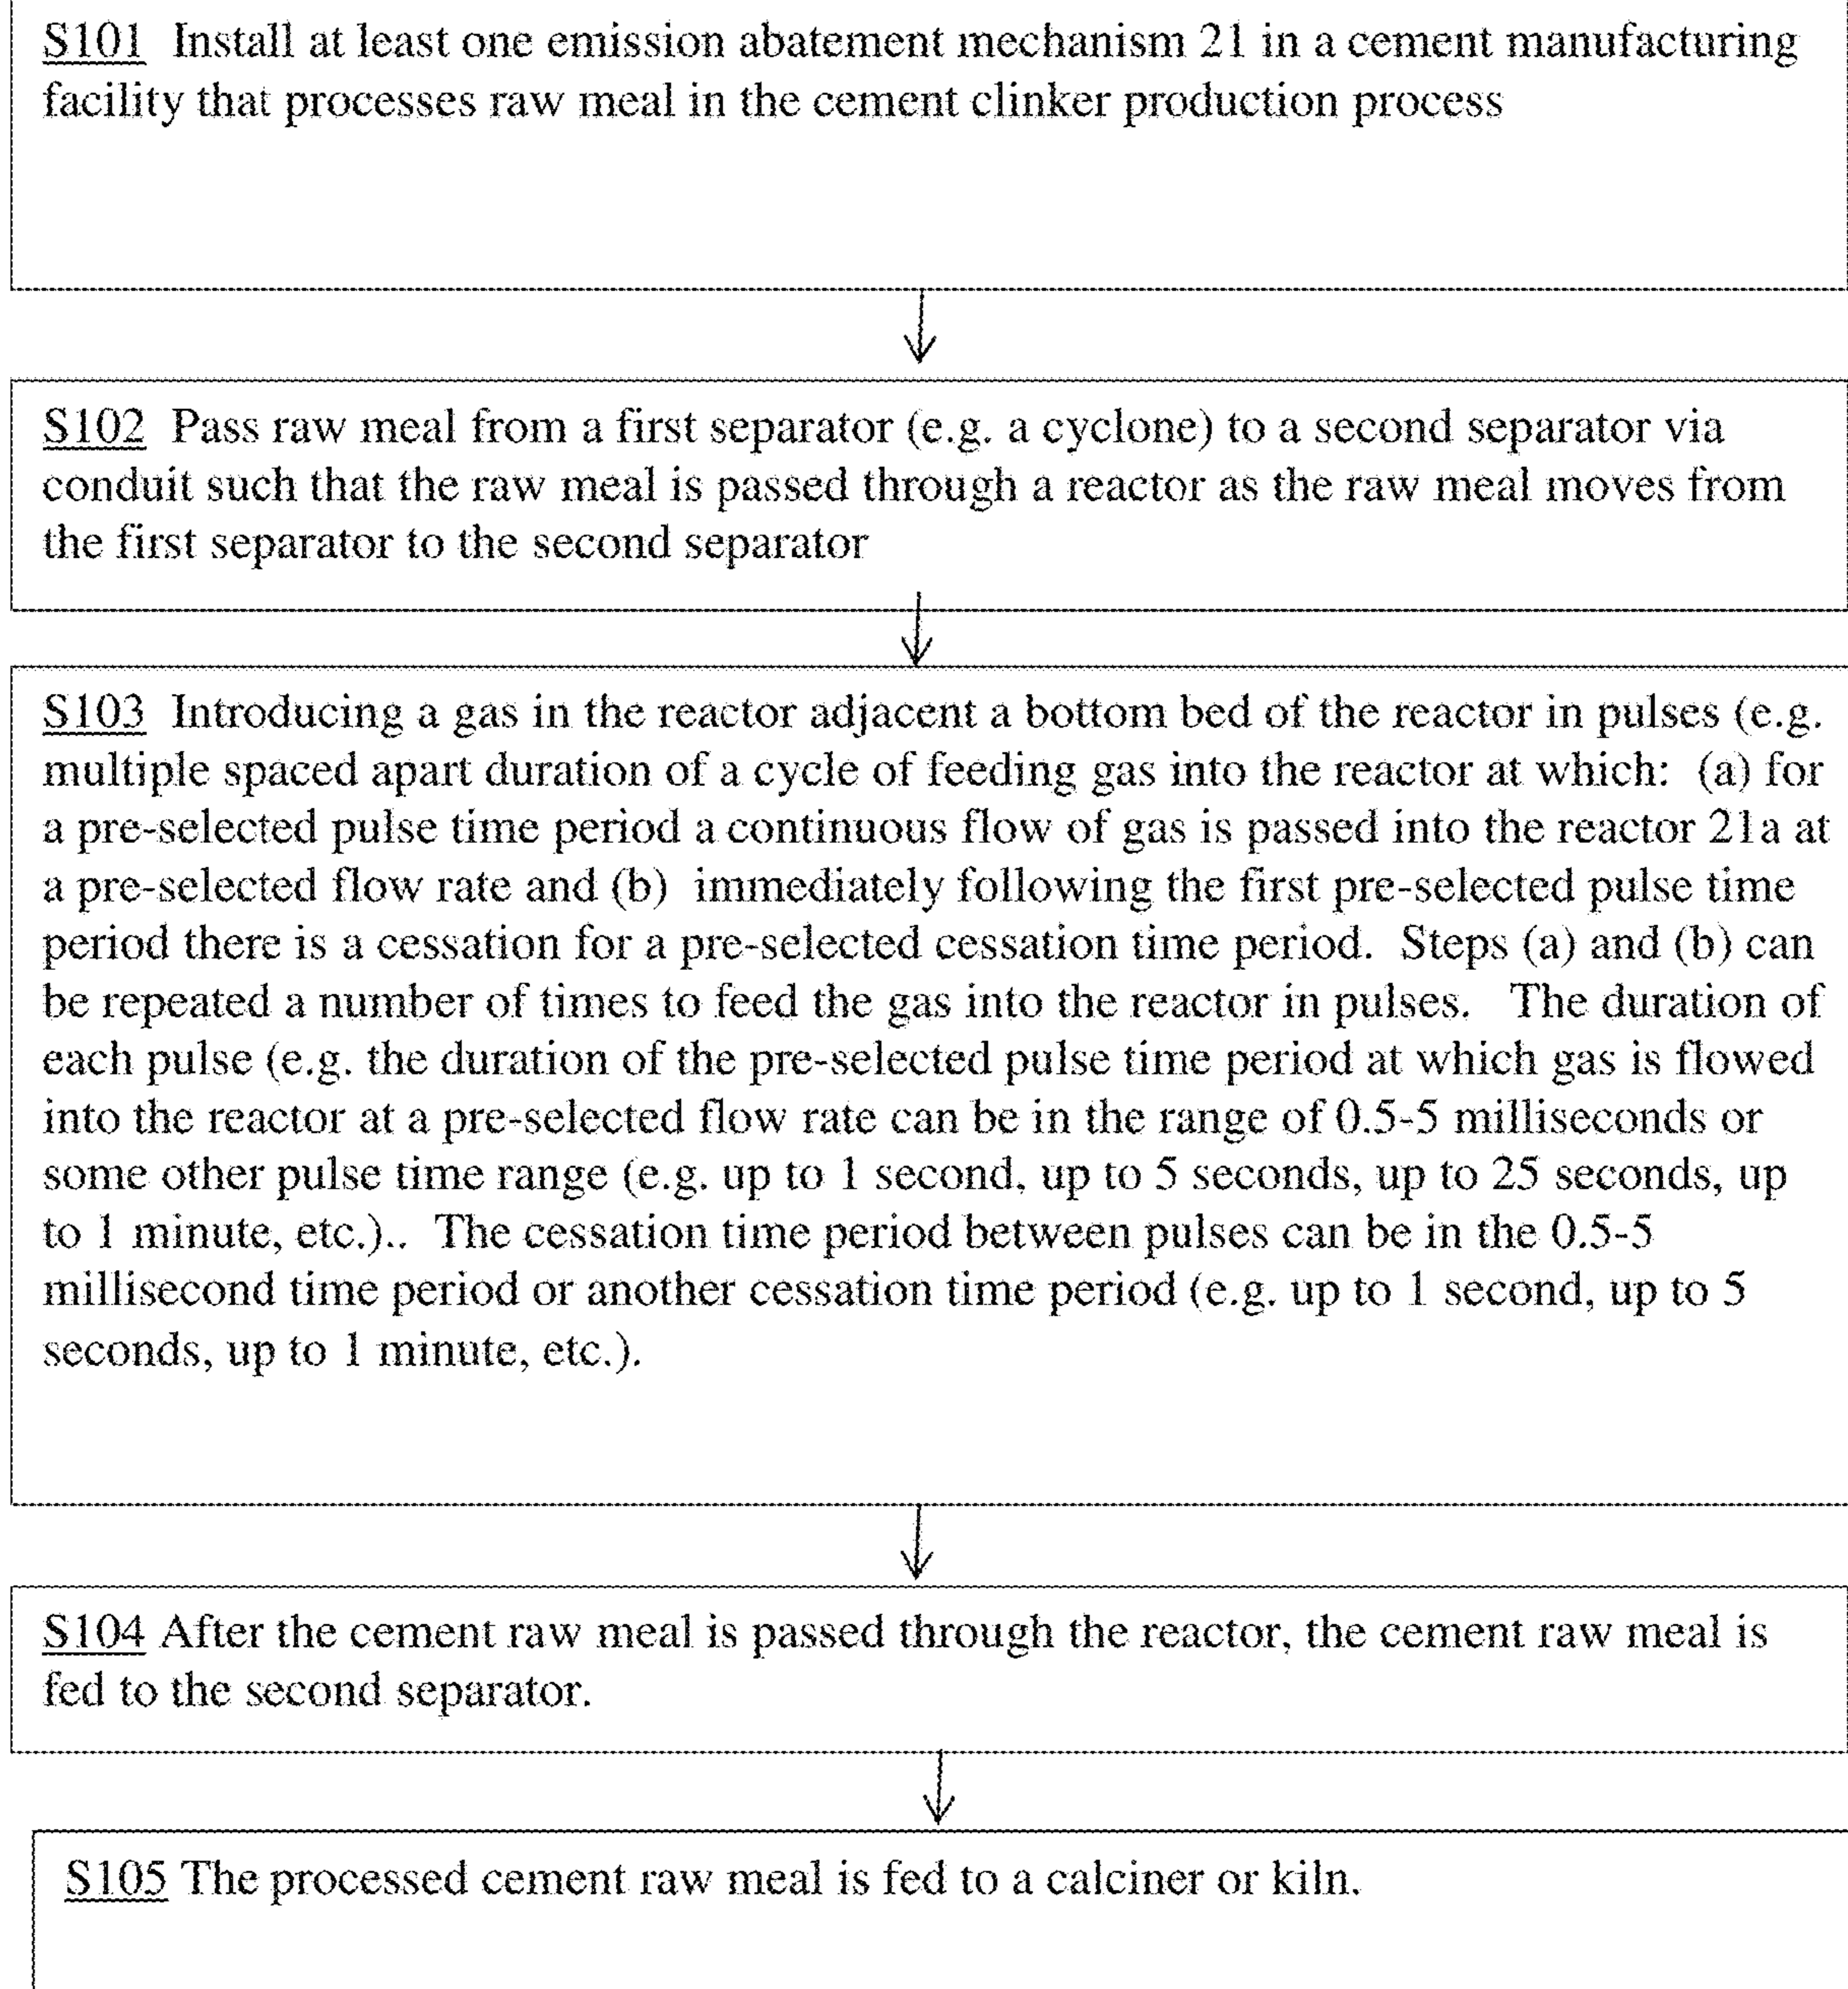 S101 Install at least one emission abatement mechanism 21 in a cement manufacturing
facility that processes raw meal in the cement clinker production process
S102 Pass raw meal from a first separator (e.g. a cyclone) to a second separator via
conduit such that the raw meal is passed through a reactor as the raw meal moves from
the first separator to the second separator
S103 Introducing a gas in the reactor adjacent a bottom bed of the reactor in pulses (e.g.
multiple spaced apart duration of a cycle of feeding gas into the reactor at which: (a) for
a pre-selected pulse time period a continuous flow of gas is passed into the reactor 21a at
a pre-selected flow rate and (b) immediately following the first pre-selected pulse time
period there is a cessation for a pre-selected cessation time period. Steps (a) and (b) can
be repeated a number of times to feed the gas into the reactor in pulses. The duration of
each pulse (e.g. the duration of the pre-selected pulse time period at which gas is flowed
into the reactor at a pre-selected flow rate can be in the range of 0.5-5 milliseconds or
some other pulse time range (e.g. up to 1 second, up to 5 seconds, up to 25 seconds, up
to 1 minute, etc.).. The cessation time period between pulses can be in the 0.5-5
millisecond time period or another cessation time period (e.g. up to 1 second, up to 5
seconds, up to 1 minute, etc.).
S104 After the cement raw meal is passed through the reactor, the cement raw meal is
fed to the second separator.
S105 The processed cement raw meal is fed to a calciner or kiln.